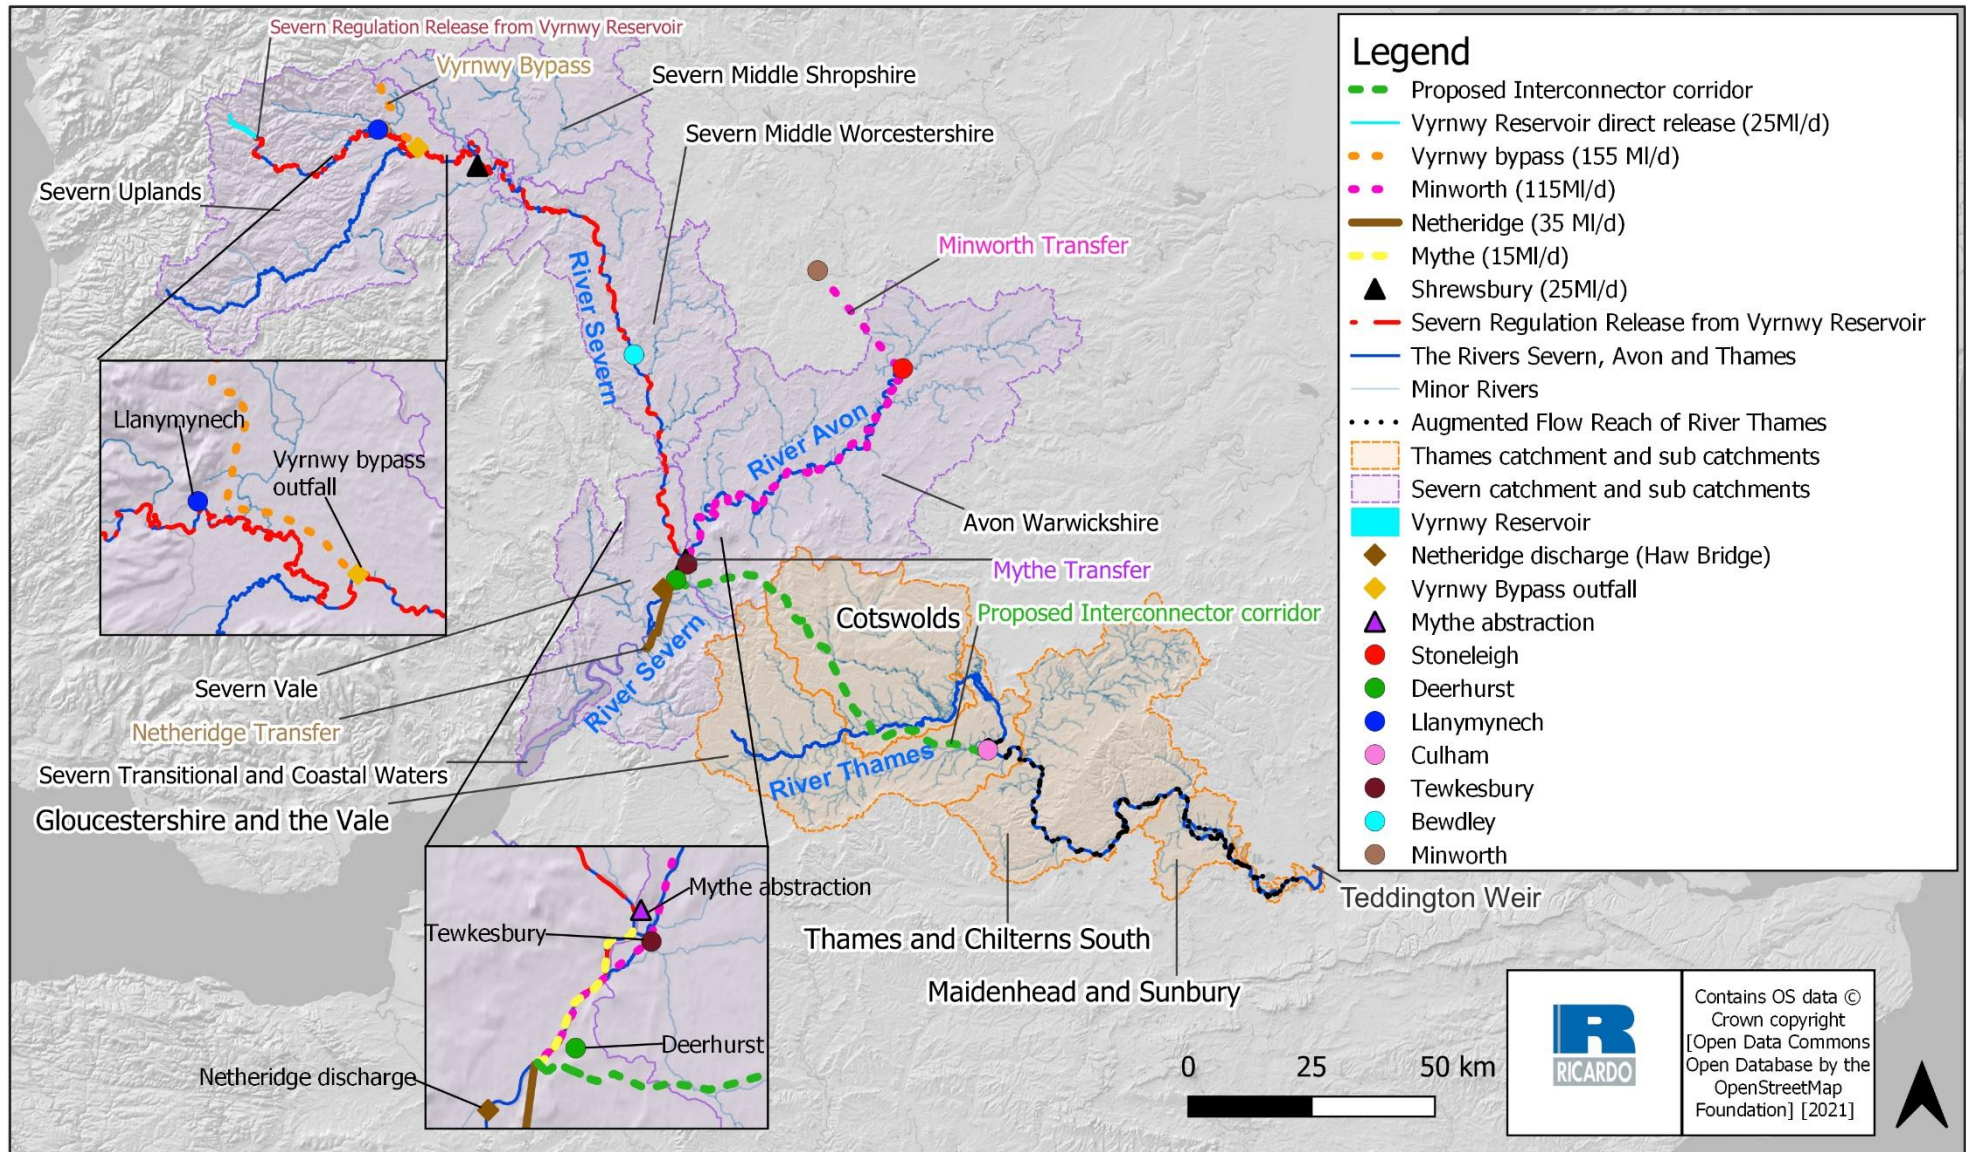 Severn Regulation Release from Vyrnwy Reservoir
Vyrnwy Bypass
Severn Middle Shropshire
Severn Middle Worcestershire
Severn Uplands
River Severn
Minworth Transfer
River Avon
Avon Warwickshire
Mythe Transfer
Cotswolds
Proposed Interconnector corridor
River Severn
Severn Vale
Netheridge Transfer
Severn Transitional and Coastal Waters
Gloucestershire and the Vale
River Thames
Thames and Chilterns South
Maidenhead and Sunbury
Teddington Weir
Llanymynech
Vyrnwy bypass
outfall
Mythe abstraction
Tewkesbury
Deerhurst
Netheridge discharge
Legend
Proposed Interconnector corridor
Vyrnwy Reservoir direct release (25Ml/d)
Vyrnwy bypass (155 Ml/d)
Minworth (115Ml/d)
Netheridge (35 Ml/d)
Mythe (15Ml/d)
Shrewsbury (25Ml/d)
Severn Regulation Release from Vyrnwy Reservoir
The Rivers Severn, Avon and Thames
Minor Rivers
Augmented Flow Reach of River Thames
Thames catchment and sub catchments
Severn catchment and sub catchments
Vyrnwy Reservoir
Netheridge discharge (Haw Bridge)
Vyrnwy Bypass outfall
Mythe abstraction
Stoneleigh
Deerhurst
Llanymynech
Culham
Tewkesbury
Bewdley
Minworth
0 25 50 km
R
RICARDO
Contains OS data ©
Crown copyright
[Open Data Commons
Open Database by the
OpenStreetMap
Foundation] [2021]